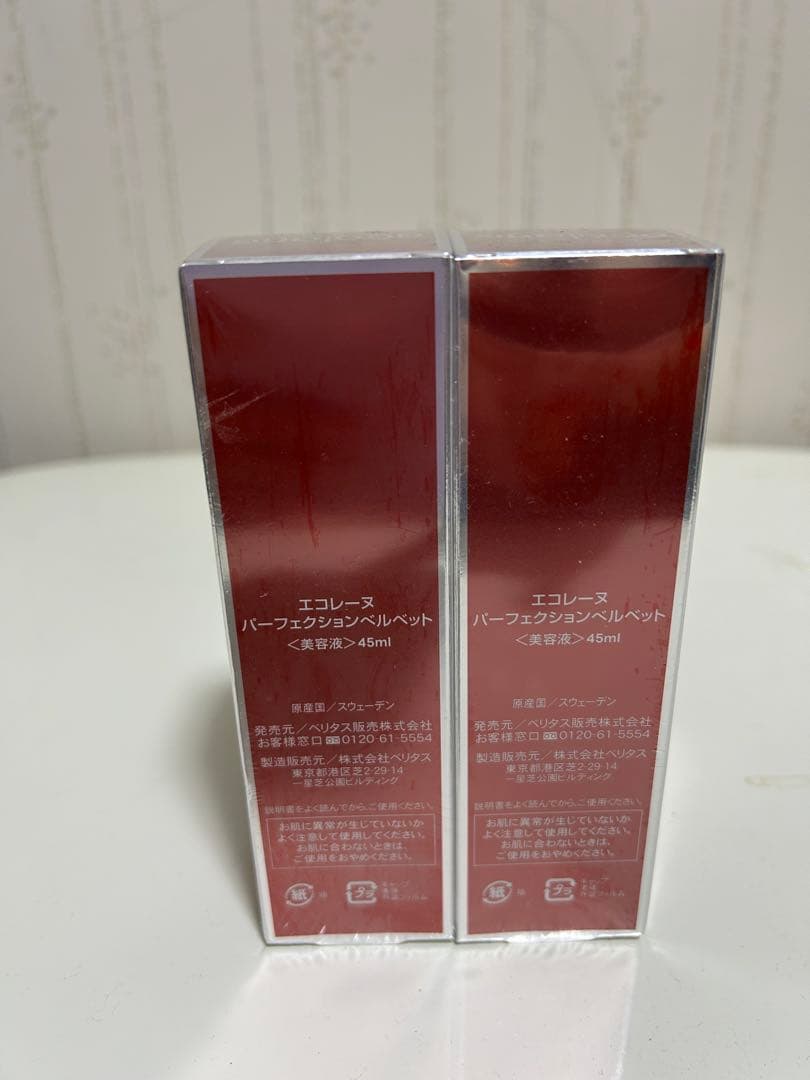 エコレーヌ
パーフェクションベルベット
<美容液>45ml
原産国/スウェーデン
発売元/ベリタス販売株式会社
お客様窓口 0120-61-5554
製造販売元/株式会社ベリタス
東京都港区芝2-29-14
一星芝公園ビルディング
説明書をよく読んでから、ご使用ください。
お肌に異常が生じていないか
よく注意して使用してください。
お肌に合わないときは、
ご使用をおやめください。
紙
プラ
エコレーヌ
パーフェクションベルベット
<美容液>45ml
原産国/スウェーデン
発売元/ベリタス販売株式会社
お客様窓口 0120-61-5554
製造販売元/株式会社ベリタス
東京都港区芝2-29-14
一星芝公園ビルディング
説明書をよく読んでから、ご使用ください。
お肌に異常が生じていないか
よく注意して使用してください。
お肌に合わないときは、
ご使用をおやめください。
紙
プラ